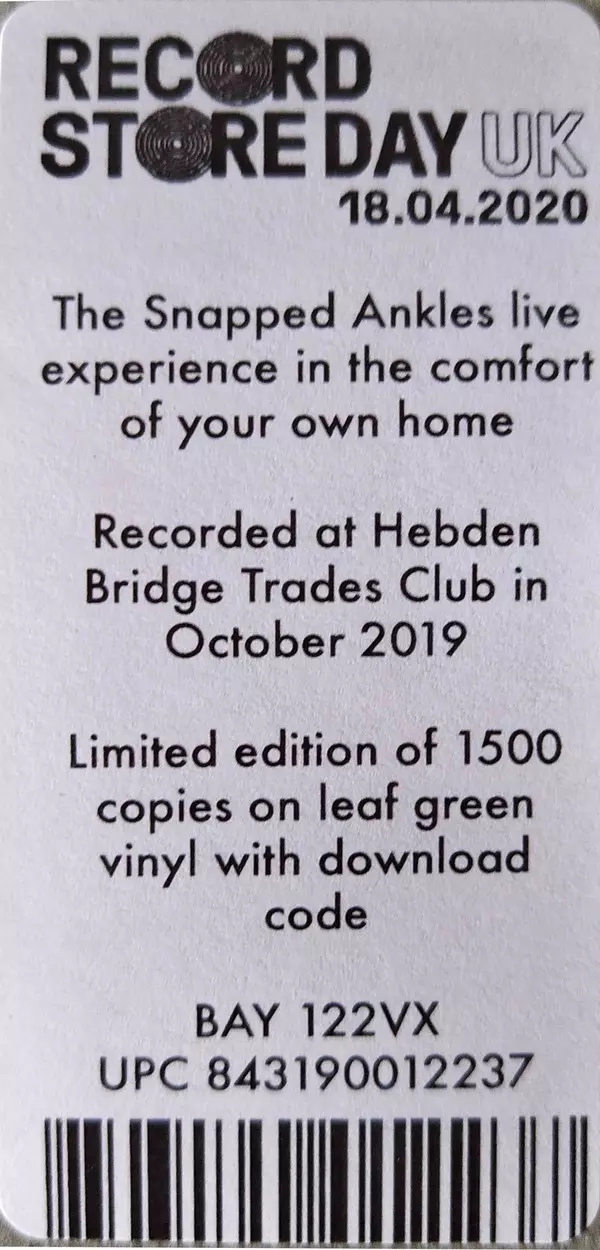 RECORD
STORE DAY UK
18.04.2020
The Snapped Ankles live
experience in the comfort
of your own home
Recorded at Hebden
Bridge Trades Club in
October 2019
Limited edition of 1500
copies on leaf green
vinyl with download
code
BAY 122VX
UPC 843190012237